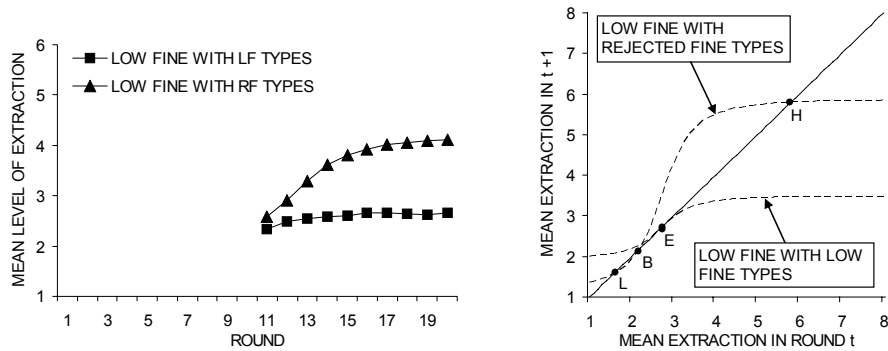 6
5
4
3
2
1
MEAN LEVEL OF EXTRACTION
LOW FINE WITH LF TYPES
LOW FINE WITH RF TYPES
1 3 5 7 9 11 13 15 17 19
ROUND
8
7
6
5
4
3
2
1
MEAN EXTRACTION IN t +1
LOW FINE WITH
REJECTED FINE TYPES
H
E
B
L
LOW FINE WITH LOW
FINE TYPES
1 2 3 4 5 6 7 8
MEAN EXTRACTION IN ROUND t